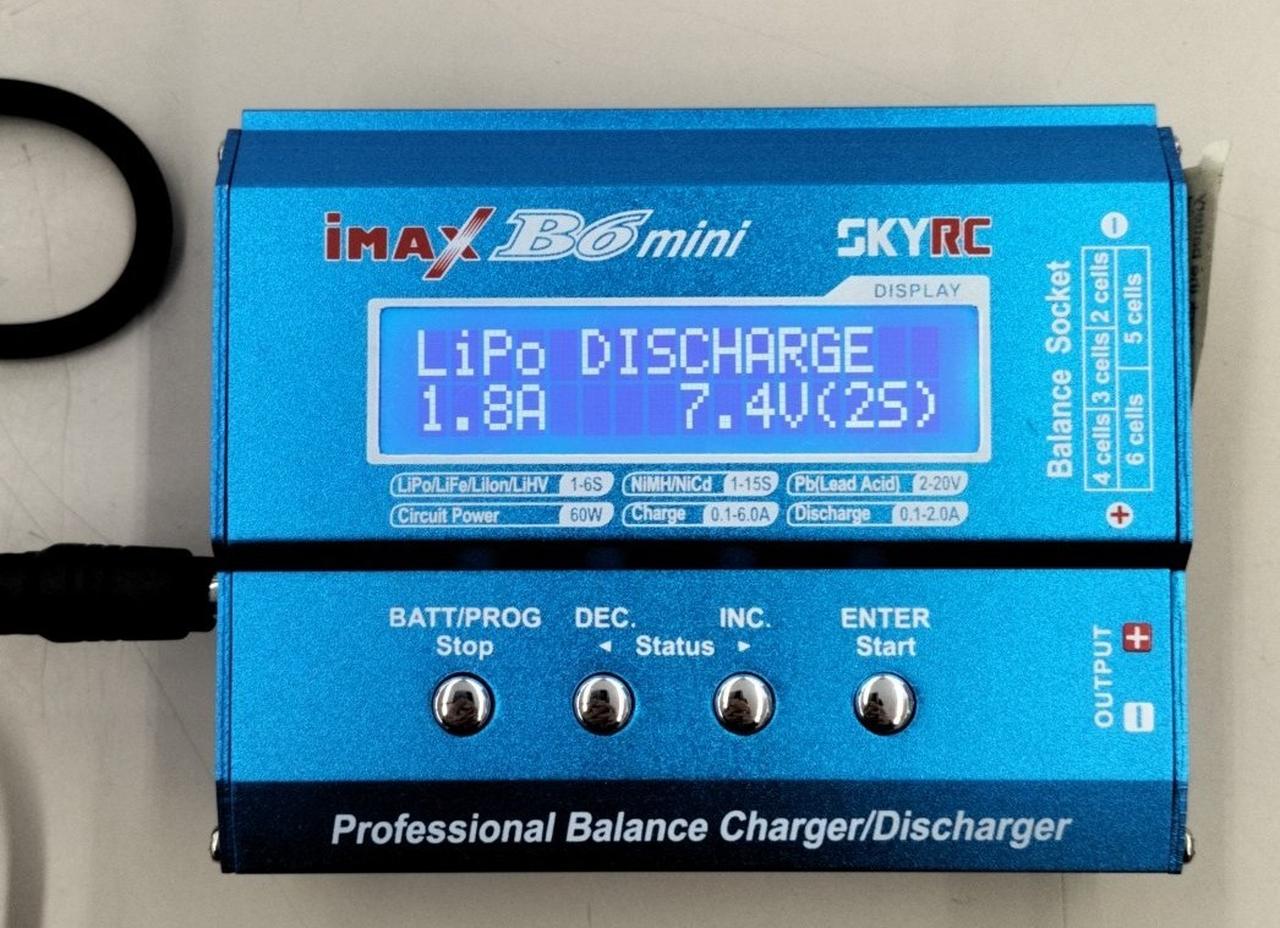 iMAX B6 mini SKYRC
DISPLAY
LiPo DISCHARGE
1.8A 7.4V(2S)
LiPo/LiFe/LiIon/LiHV 1-6S NiMH/NiCd 1-15S Pb(Lead Acid) 2-20V
Circuit Power 60W Charge 0.1-6.0A Discharge 0.1-2.0A
Balance Socket
4 cells 3 cells 2 cells
6 cells 5 cells
BATT/PROG DEC. INC. ENTER
Stop ◄ Status ► Start
OUTPUT
Professional Balance Charger/Discharger